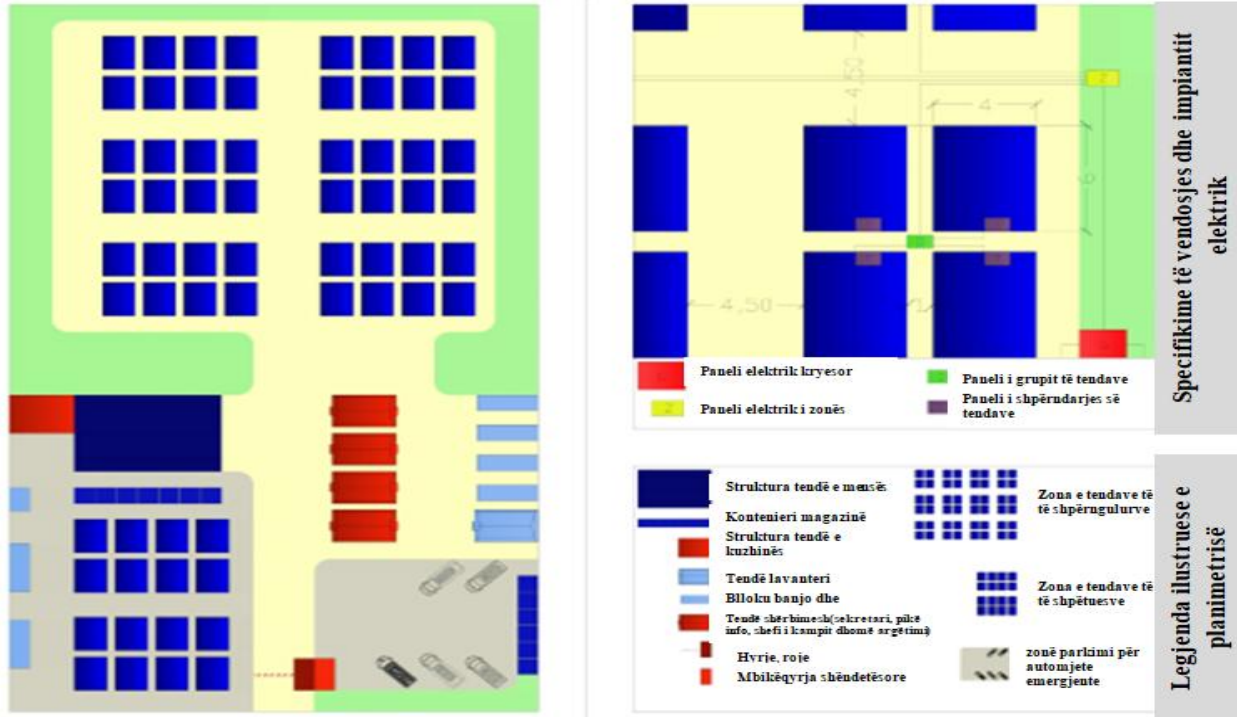 4,50
4
6
4,50
1
Z
Specifikime të vendosjes dhe impiantit
elektrik
Paneli elektrik kryesor
Z
Paneli elektrik i zonës
Paneli i grupit të tendave
Paneli i shpërndarjes së
tendave
Struktura tendë e mensës
Kontenieri magazinë
Struktura tendë e
kuzhinës
Tendë lavanteri
Blloku banjo dhe
Tendë shërbimesh(sekretari, pikë
info, shefi i kampit dhomë argëtimi)
Hyrje, roje
Mbikëqyrja shëndetësore
Zona e tendave të
të shpërngulurve
Zona e tendave të
të shpëtuesve
zonë parkimi për
automjete
emergjente
Legjenda ilustruese e
planimetrisë